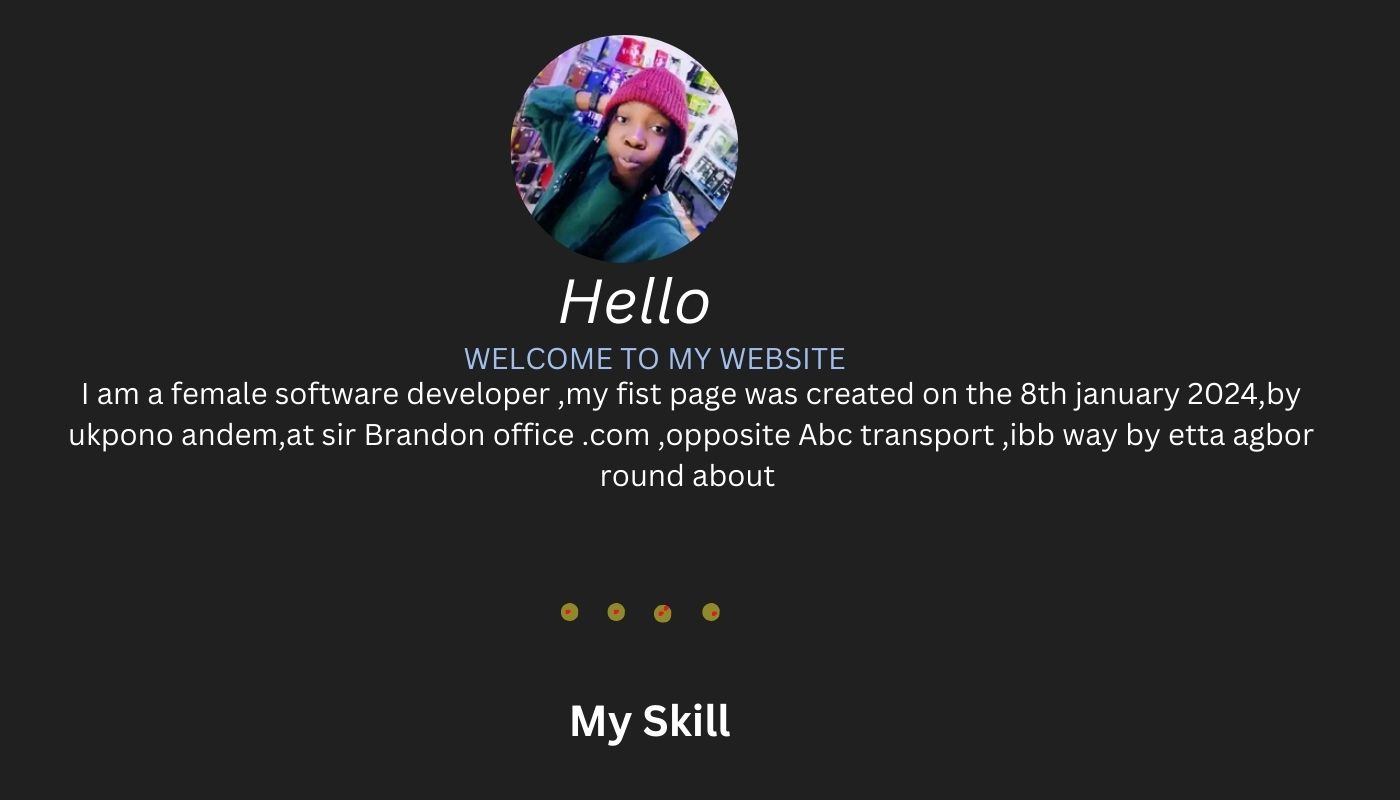 Hello
WELCOME TO MY WEBSITE
I am a female software developer ,my fist page was created on the 8th january 2024,by
ukpono andem,at sir Brandon office .com ,opposite Abc transport ,ibb way by etta agbor
round about
My Skill